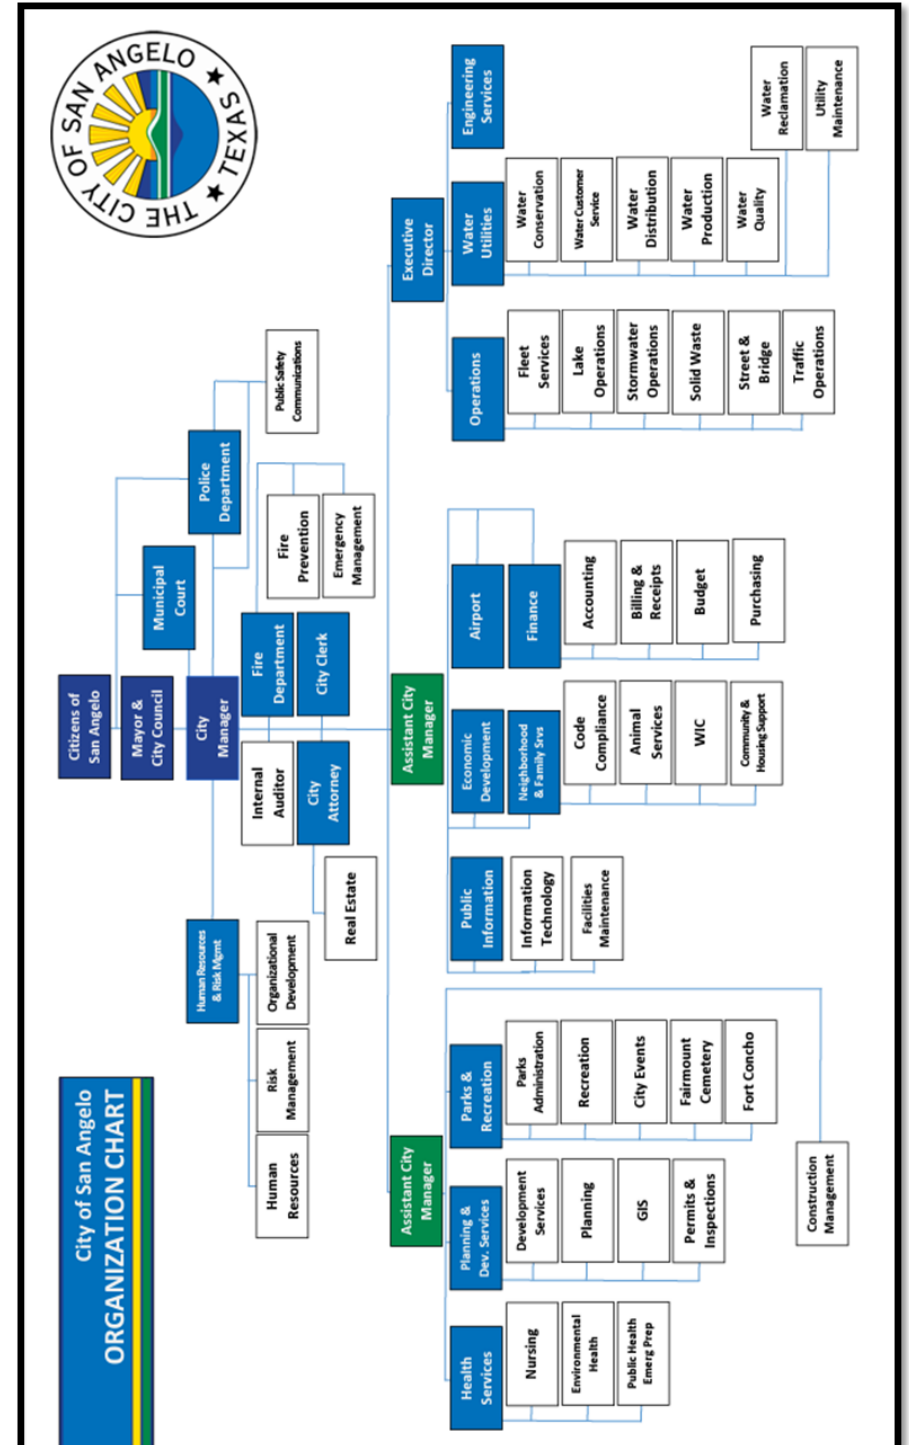 City of San Angelo
ORGANIZATION CHART
THE CITY OF SAN ANGELO ★ TEXAS ★
Citizens of
San Angelo
Mayor &
City Council
Municipal
Court
City
Manager
Police
Department
Public Safety
Communications
Human Resources
& Risk Mgmt
Human
Resources
Risk
Management
Organizational
Development
Internal
Auditor
Fire
Department
Fire
Prevention
Emergency
Management
City
Attorney
City Clerk
Real Estate
Assistant City
Manager
Assistant City
Manager
Executive
Director
Health
Services
Nursing
Environmental
Health
Public Health
Emerg Prep
Planning &
Dev. Services
Development
Services
Planning
GIS
Permits &
Inspections
Parks &
Recreation
Parks
Administration
Recreation
City Events
Fairmount
Cemetery
Fort Concho
Construction
Management
Public
Information
Information
Technology
Facilities
Maintenance
Economic
Development
Neighborhood
& Family Srvs
Code
Compliance
Animal
Services
WIC
Community &
Housing Support
Airport
Finance
Accounting
Billing &
Receipts
Budget
Purchasing
Operations
Fleet
Services
Lake
Operations
Stormwater
Operations
Solid Waste
Street &
Bridge
Traffic
Operations
Water
Utilities
Water
Conservation
Water Customer
Service
Water
Distribution
Water
Production
Water
Quality
Water
Reclamation
Utility
Maintenance
Engineering
Services